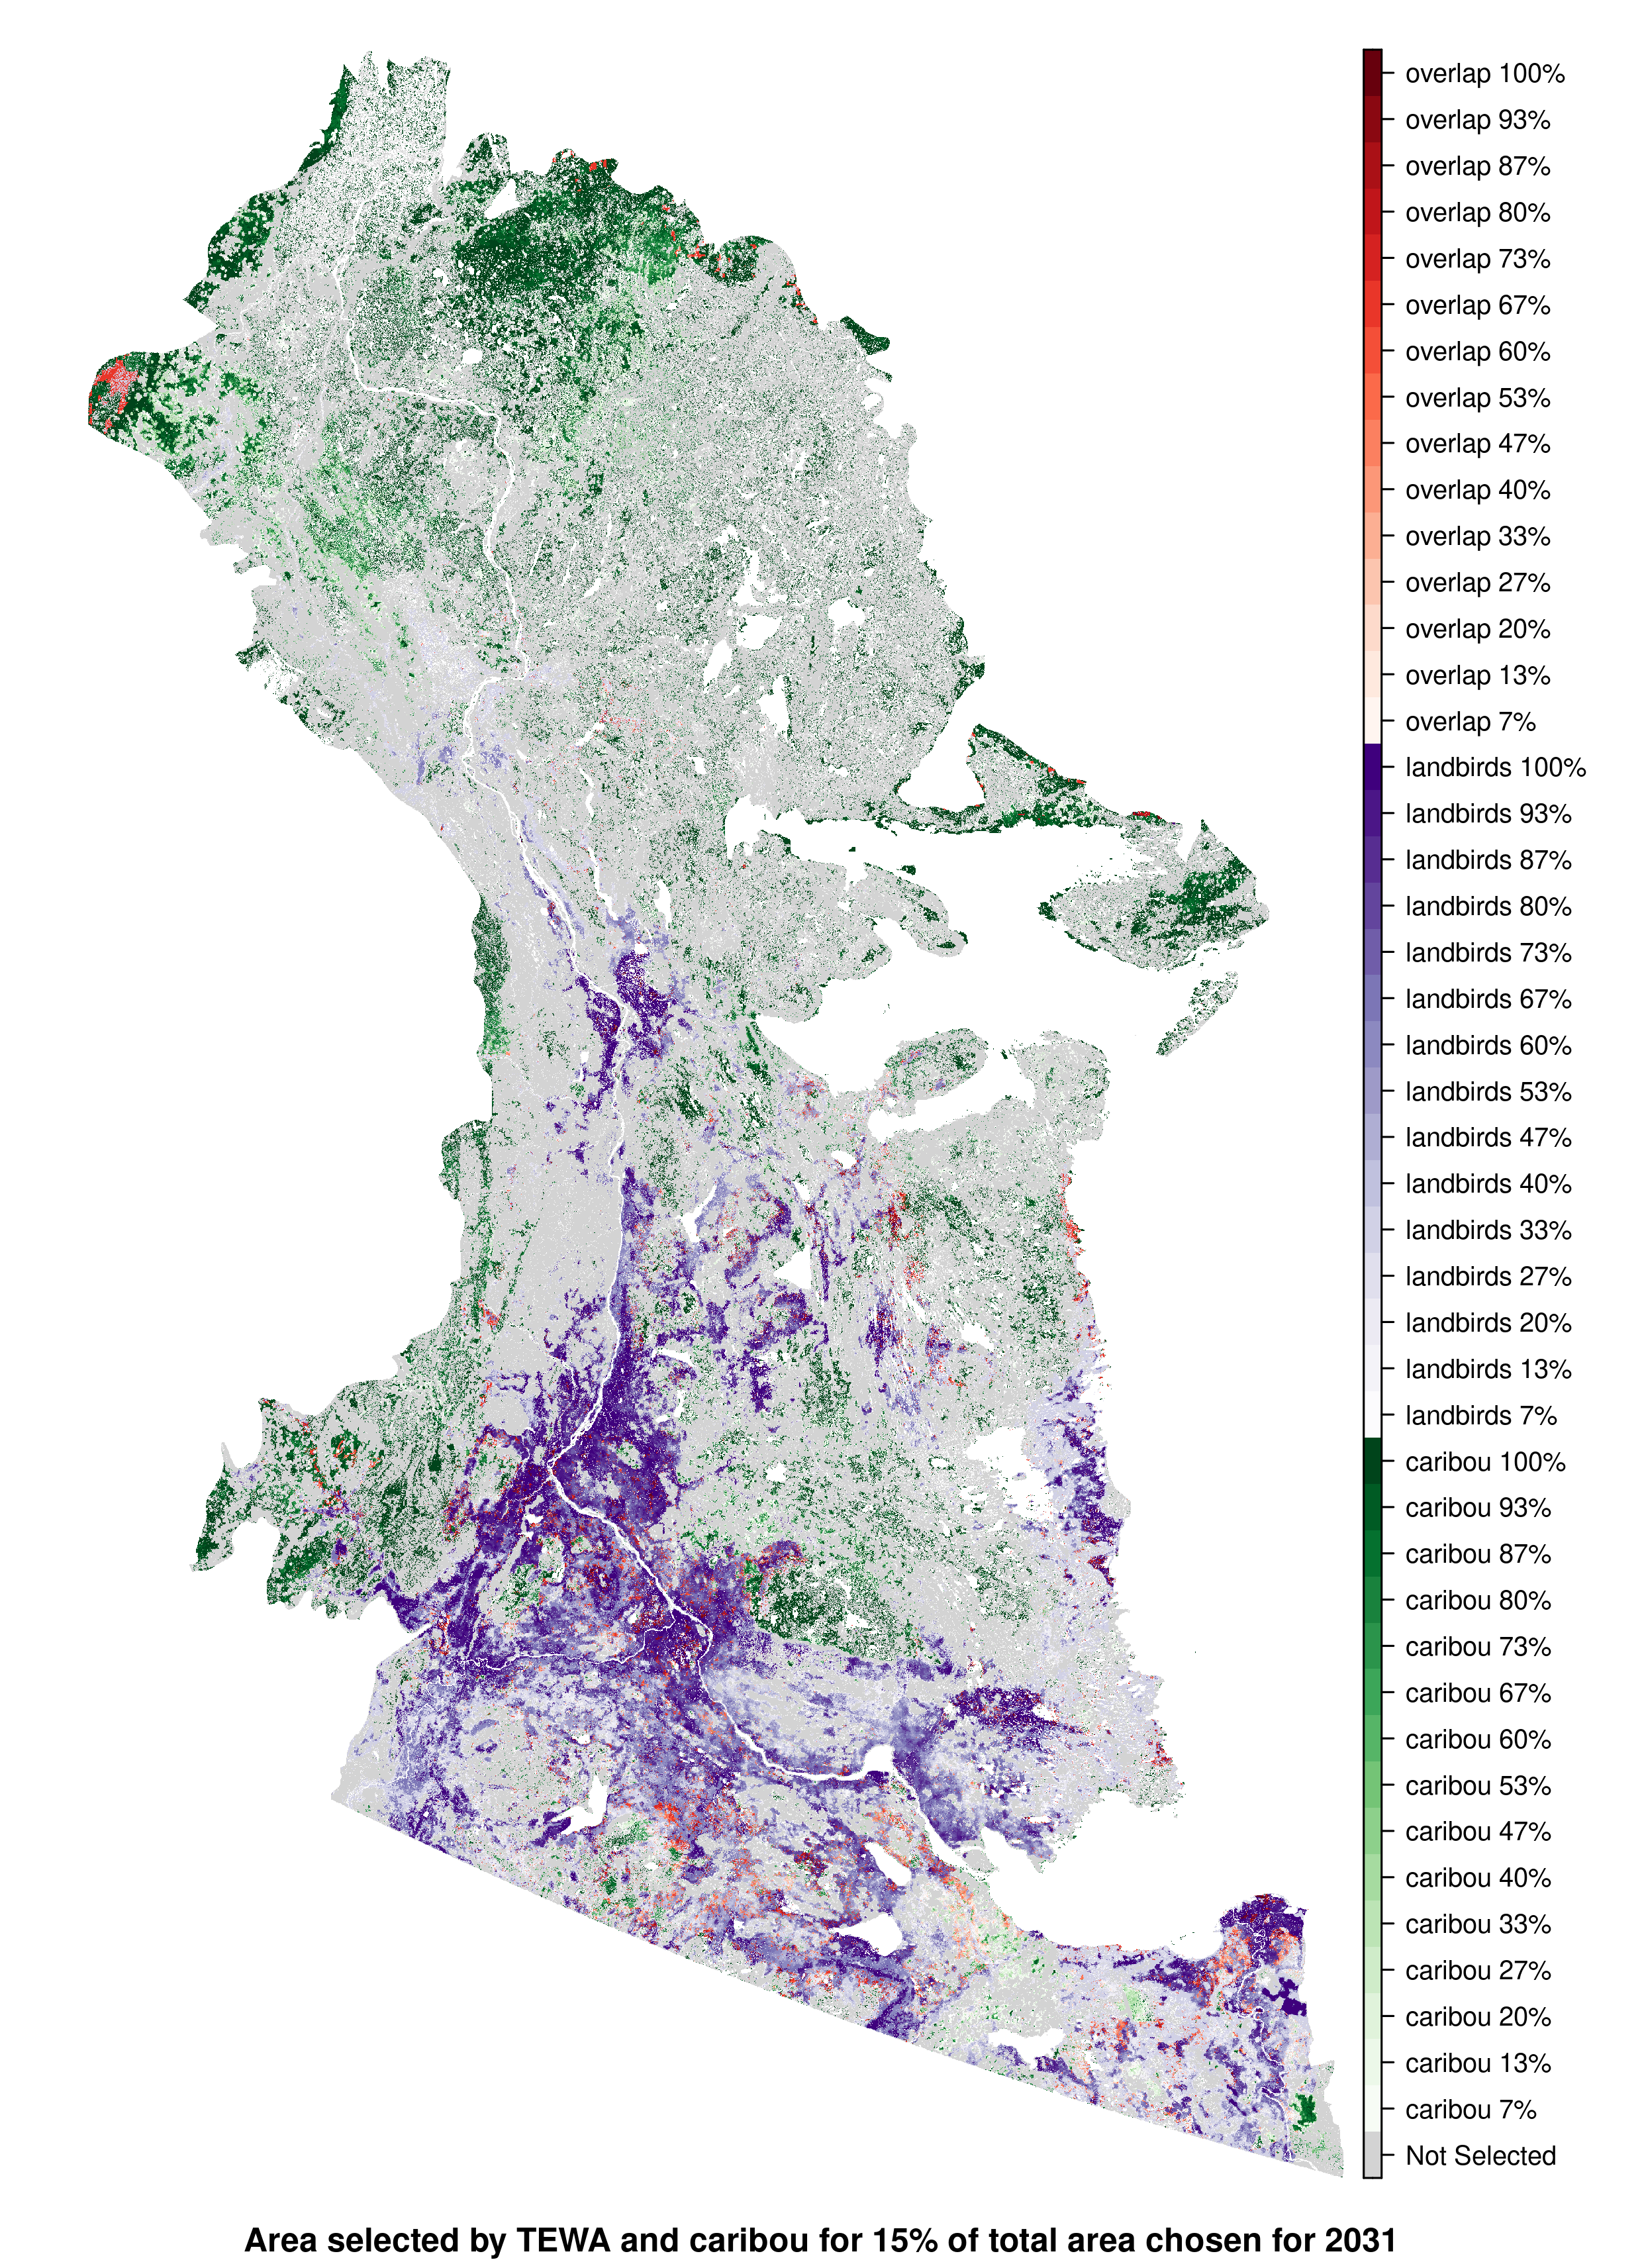 overlap 100%
overlap 93%
overlap 87%
overlap 80%
overlap 73%
overlap 67%
overlap 60%
overlap 53%
overlap 47%
overlap 40%
overlap 33%
overlap 27%
overlap 20%
overlap 13%
overlap 7%
landbirds 100%
landbirds 93%
landbirds 87%
landbirds 80%
landbirds 73%
landbirds 67%
landbirds 60%
landbirds 53%
landbirds 47%
landbirds 40%
landbirds 33%
landbirds 27%
landbirds 20%
landbirds 13%
landbirds 7%
caribou 100%
caribou 93%
caribou 87%
caribou 80%
caribou 73%
caribou 67%
caribou 60%
caribou 53%
caribou 47%
caribou 40%
caribou 33%
caribou 27%
caribou 20%
caribou 13%
caribou 7%
Not Selected
Area selected by TEWA and caribou for 15% of total area chosen for 2031